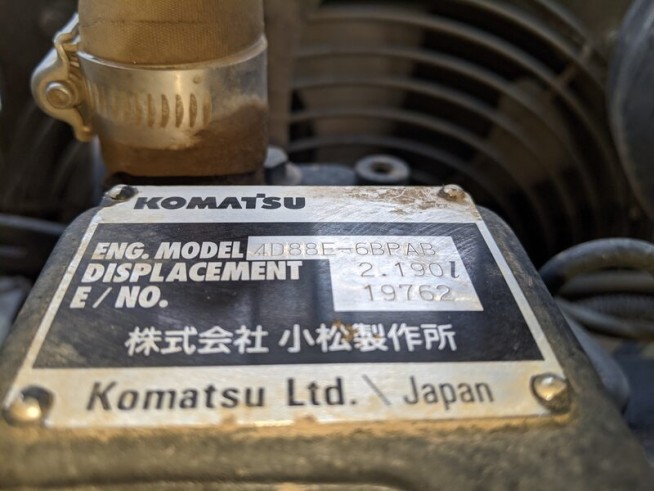 KOMATSU
ENG. MODEL 4D88E-6BPAB
DISPLACEMENT 2.190ℓ
E / NO. 19762
株式会社 小松製作所
Komatsu Ltd. \ Japan